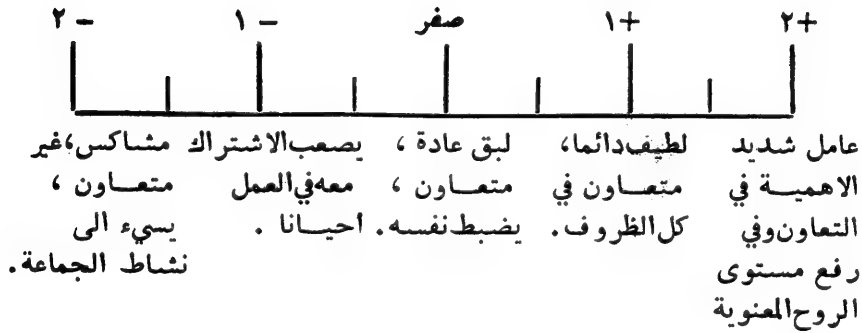 +٢ +١ صفر - ١ - ٢
عامل شديد لطيف دائما، لبق عادة ، يصعب الاشتراك مشاكس، غير
الاهمية في متعاون في متعاون ، معه في العمل متعاون ،
التعاون وفي كل الظروف. يضبط نفسه. احيانا . يسيء الى
رفع مستوى نشاط الجماعة.
الروح المعنوية